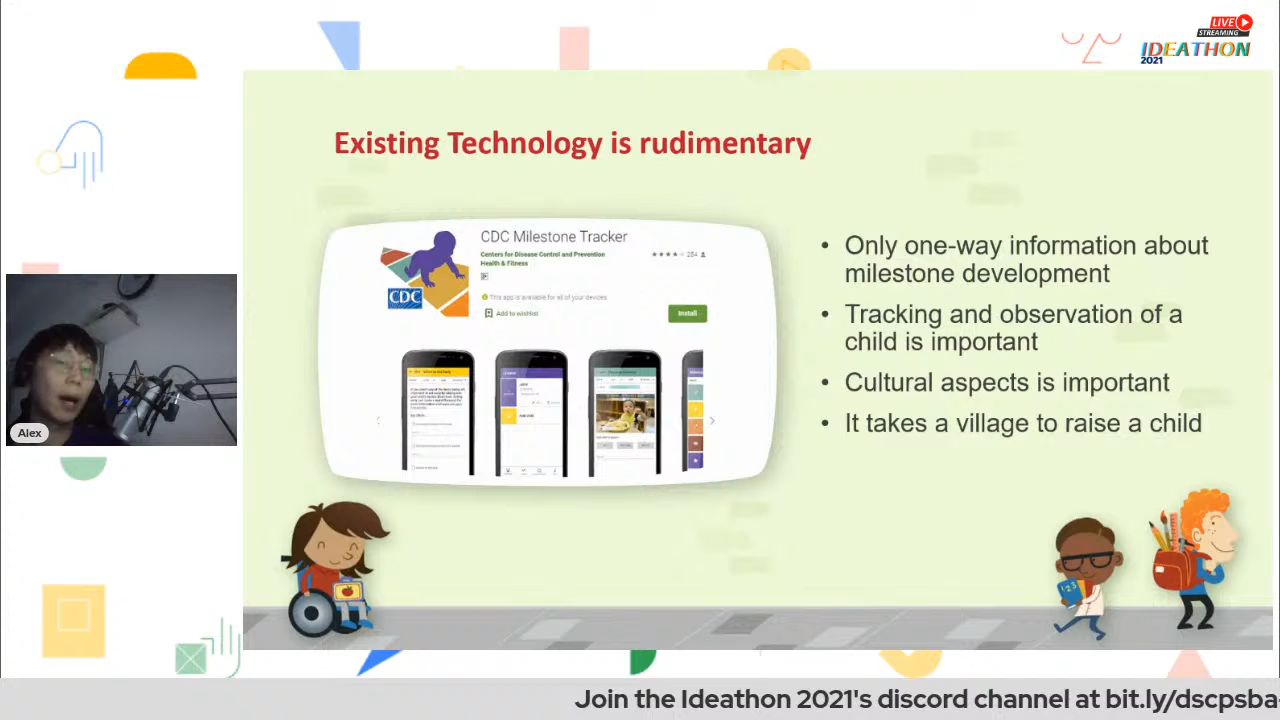 LIVE
STREAMING
IDEATHON
2021
Existing Technology is rudimentary
CDC Milestone Tracker
Centers for Disease Control and Prevention
Health & Fitness
This app is available for all of your devices
Add to wishlist
Install
CDC
• Only one-way information about
milestone development
• Tracking and observation of a
child is important
• Cultural aspects is important
• It takes a village to raise a child
Alex
1 2 3
Join the Ideathon 2021's discord channel at bit.ly/dscpsba